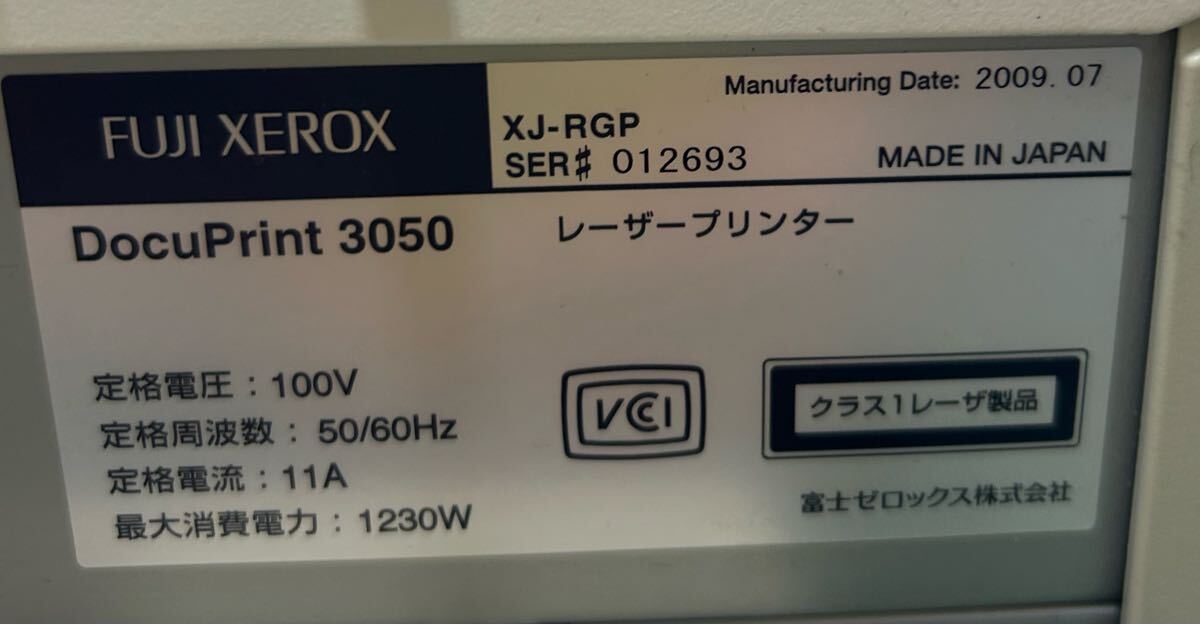 FUJI XEROX
XJ-RGP
SER# 012693
Manufacturing Date: 2009. 07
MADE IN JAPAN
DocuPrint 3050
レーザープリンター
定格電圧 : 100V
定格周波数 : 50/60Hz
定格電流 : 11A
最大消費電力 : 1230W
VCCI
クラス1レーザ製品
富士ゼロックス株式会社